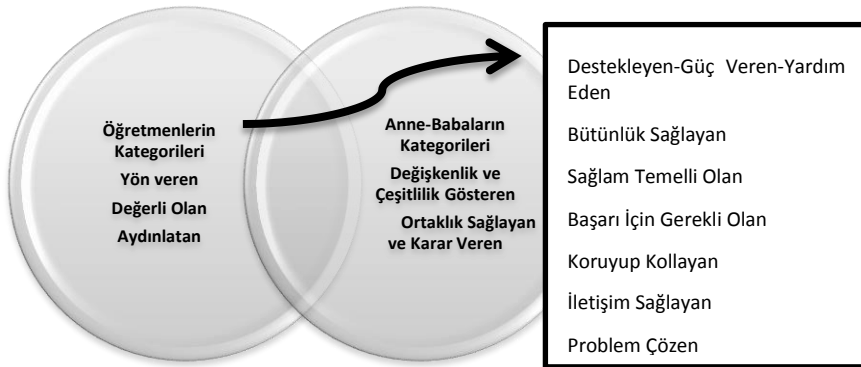 Öğretmenlerin
Kategorileri
Yön veren
Değerli Olan
Aydınlatan
Anne-Babaların
Kategorileri
Değişkenlik ve
Çeşitlilik Gösteren
Ortaklık Sağlayan
ve Karar Veren
Destekleyen-Güç Veren-Yardım
Eden
Bütünlük Sağlayan
Sağlam Temelli Olan
Başarı İçin Gerekli Olan
Koruyup Kollayan
İletişim Sağlayan
Problem Çözen